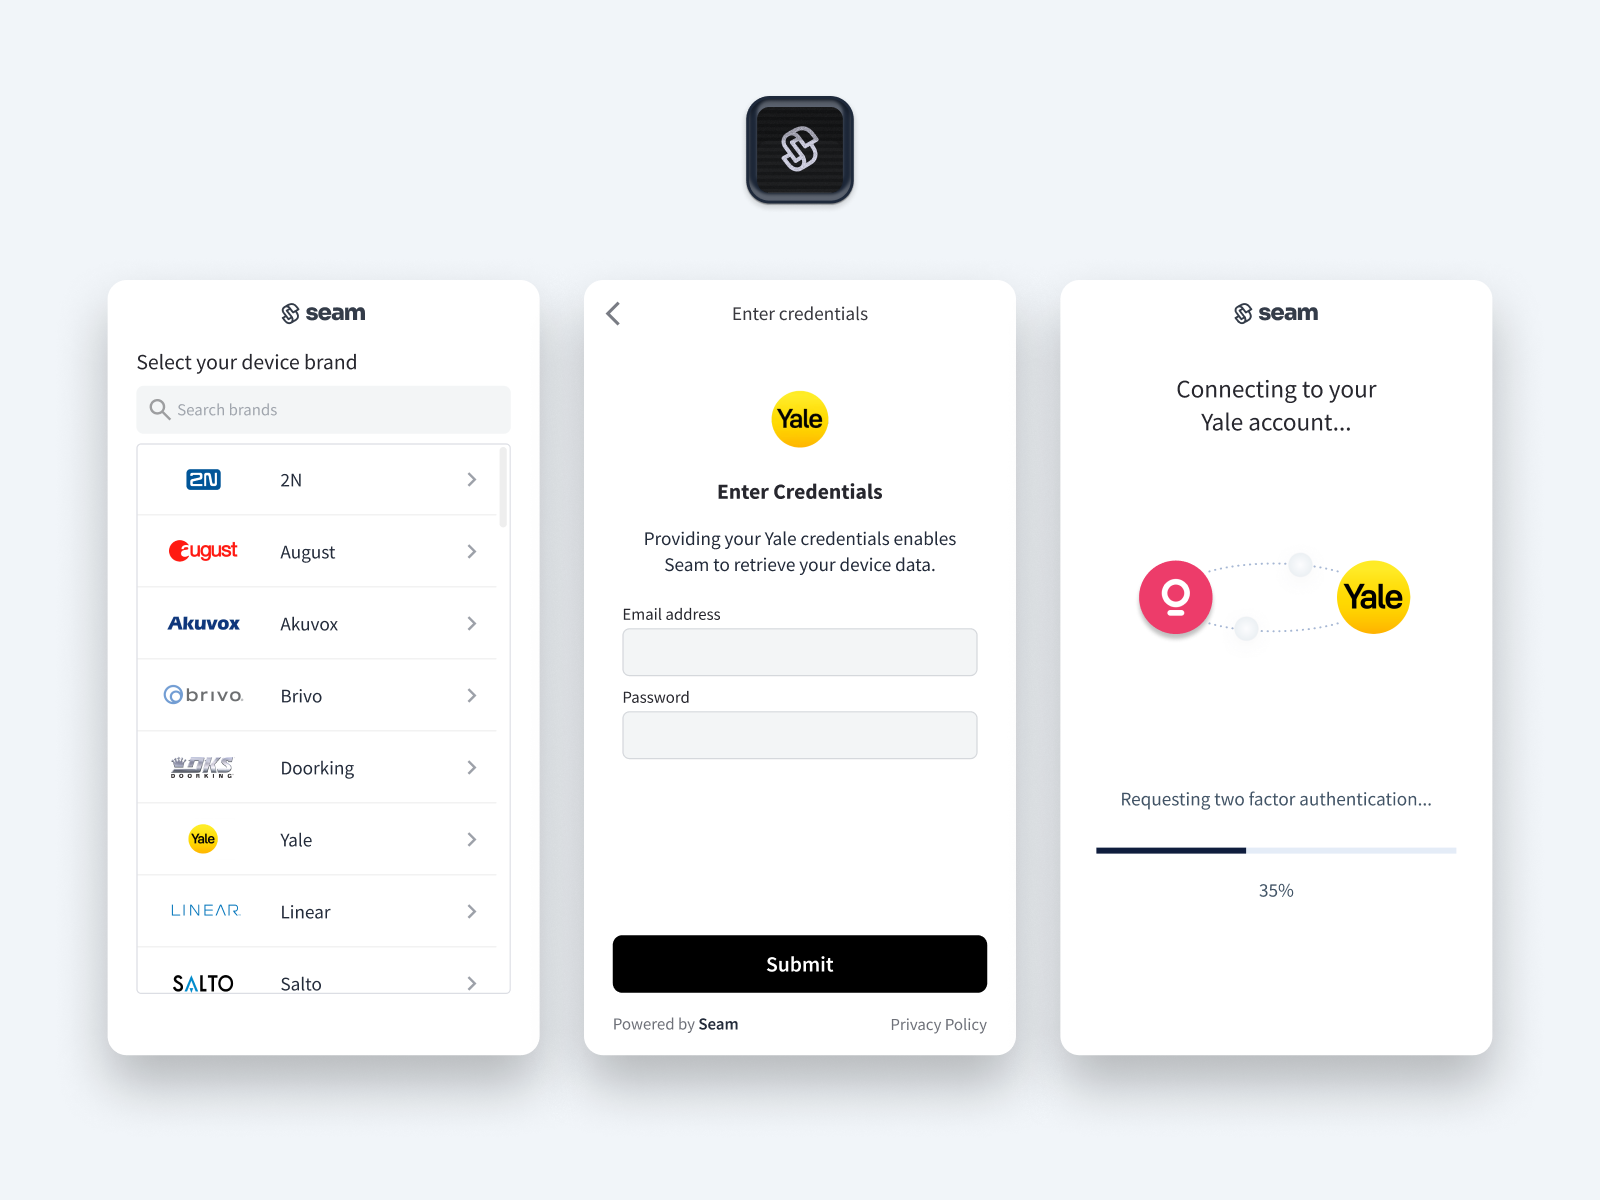 seam
Select your device brand
Search brands
2N
2N
August
August
Akuvox
Akuvox
brivo.
Brivo
DKS
DOORKING
Doorking
Yale
Yale
LINEAR
Linear
SALTO
Salto
Enter credentials
Yale
Enter Credentials
Providing your Yale credentials enables
Seam to retrieve your device data.
Email address
Password
Submit
Powered by Seam
Privacy Policy
seam
Connecting to your
Yale account...
Yale
Requesting two factor authentication...
35%